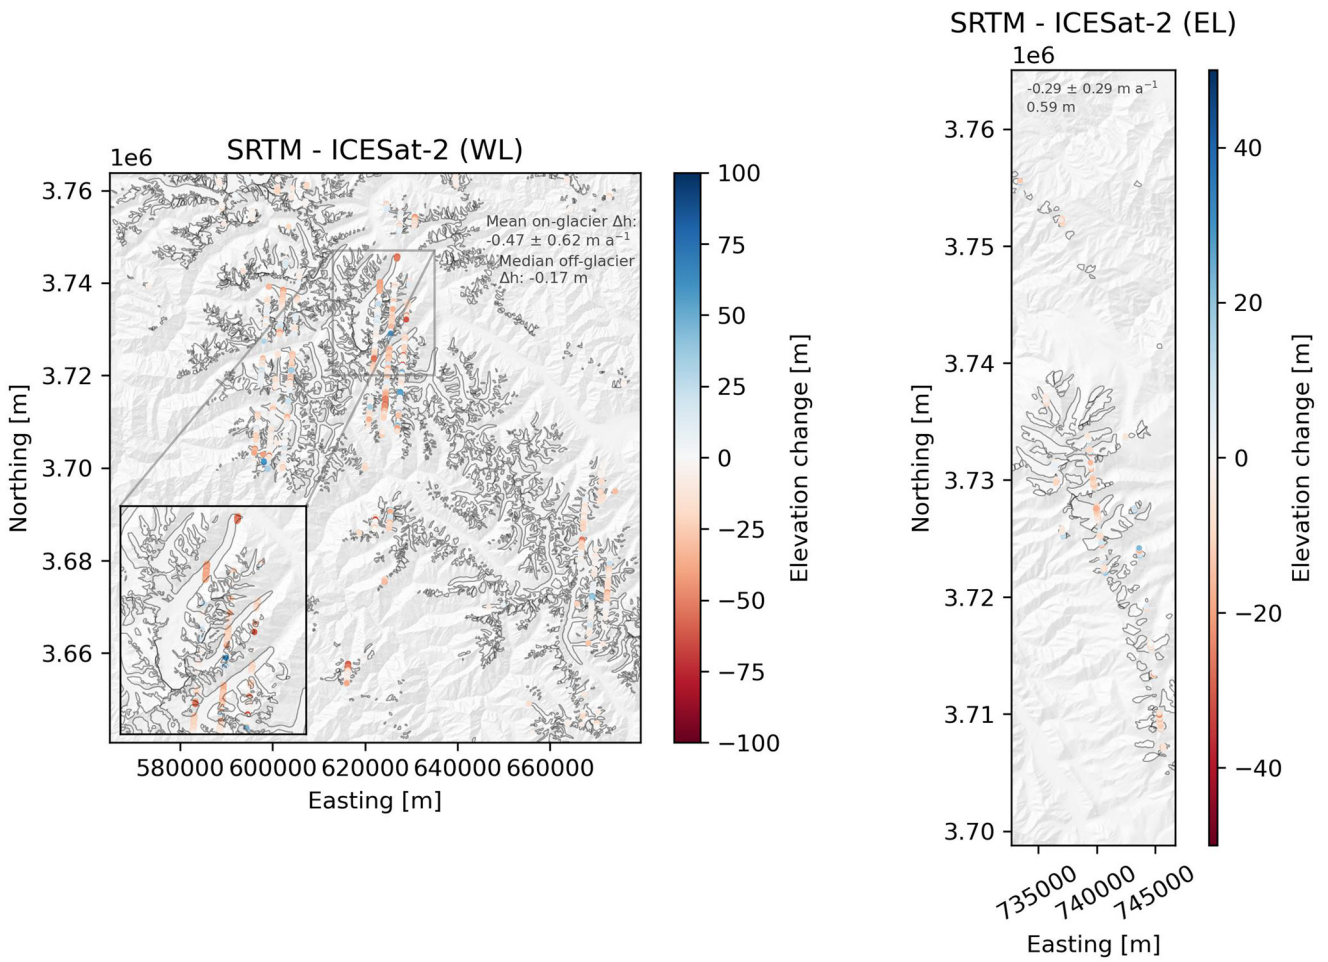 SRTM - ICESat-2 (WL)
1e6
3.76
3.74
3.72
3.70
3.68
3.66
Northing [m]
580000 600000 620000 640000 660000
Easting [m]
Mean on-glacier Δh:
-0.47 ± 0.62 m a⁻¹
Median off-glacier
Δh: -0.17 m
100
75
50
25
0
−25
−50
−75
−100
Elevation change [m]
SRTM - ICESat-2 (EL)
1e6
-0.29 ± 0.29 m a⁻¹
0.59 m
3.76
3.75
3.74
3.73
3.72
3.71
3.70
Northing [m]
735000
740000
745000
Easting [m]
40
20
0
−20
−40
Elevation change [m]